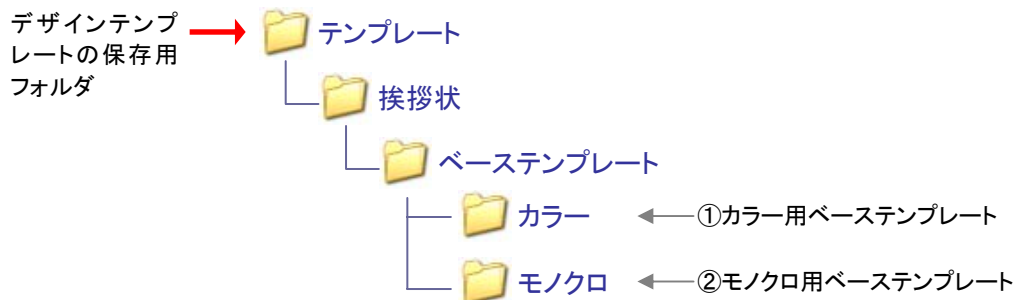 デザインテンプ
レートの保存用
フォルダ
テンプレート
挨拶状
ベーステンプレート
カラー
①カラー用ベーステンプレート
モノクロ
②モノクロ用ベーステンプレート